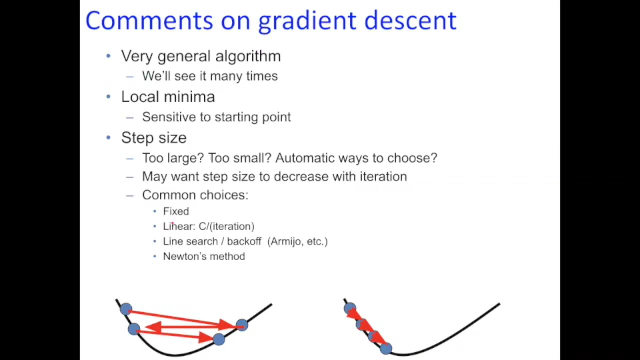 Comments on gradient descent
• Very general algorithm
– We'll see it many times
• Local minima
– Sensitive to starting point
• Step size
– Too large? Too small? Automatic ways to choose?
– May want step size to decrease with iteration
– Common choices:
• Fixed
• Linear: C/(iteration)
• Line search / backoff (Armijo, etc.)
• Newton's method